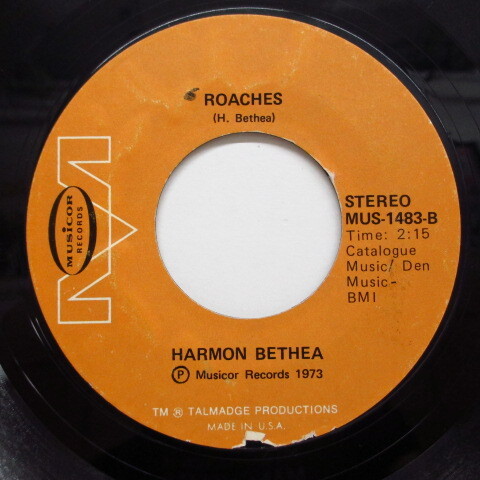 ROACHES
(H. Bethea)
MUSICOR
RECORDS
STEREO
MUS-1483-B
Time: 2:15
Catalogue
Music/ Den
Music-
BMI
HARMON BETHEA
Ⓟ Musicor Records 1973
TM ® TALMADGE PRODUCTIONS
MADE IN U.S.A.